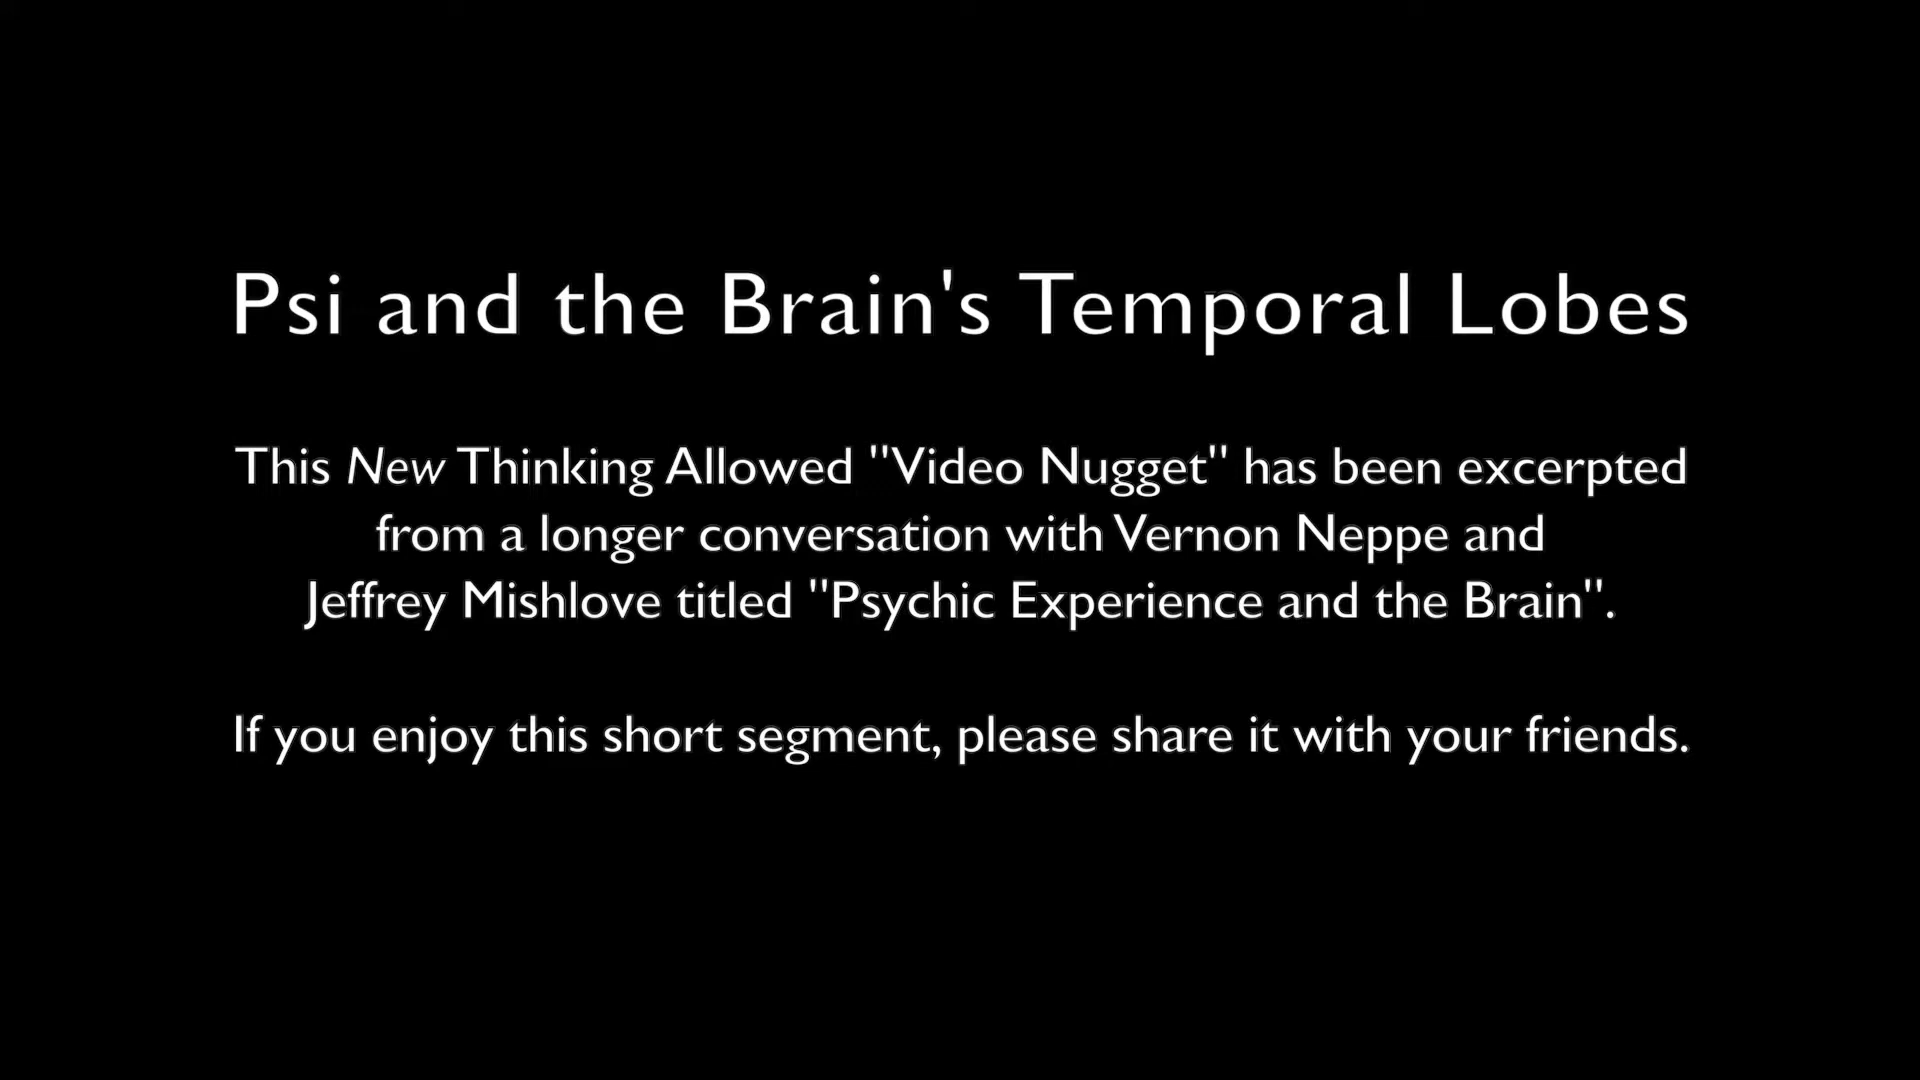 Psi and the Brain's Temporal Lobes
This New Thinking Allowed "Video Nugget" has been excerpted
from a longer conversation with Vernon Neppe and
Jeffrey Mishlove titled "Psychic Experience and the Brain".
If you enjoy this short segment, please share it with your friends.